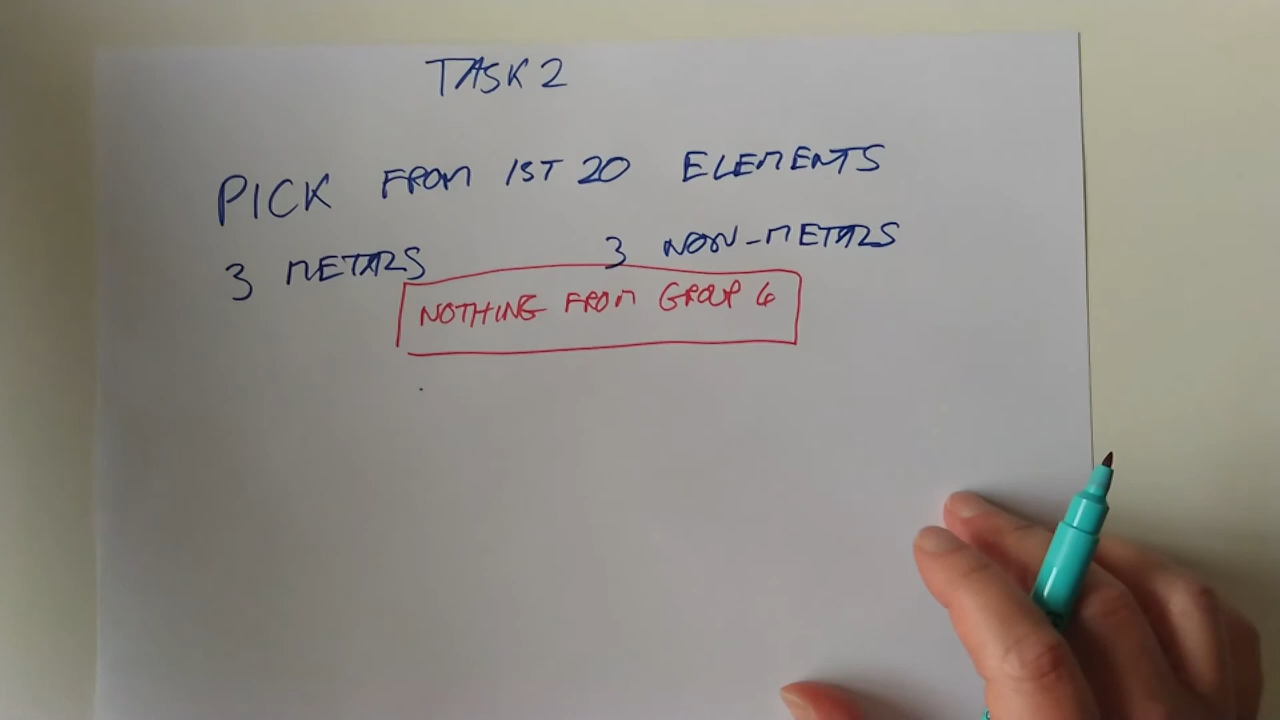 TASK 2
PICK FROM 1ST 20 ELEMENTS
3 METALS 3 NON-METALS
NOTHING FROM GROUP 6